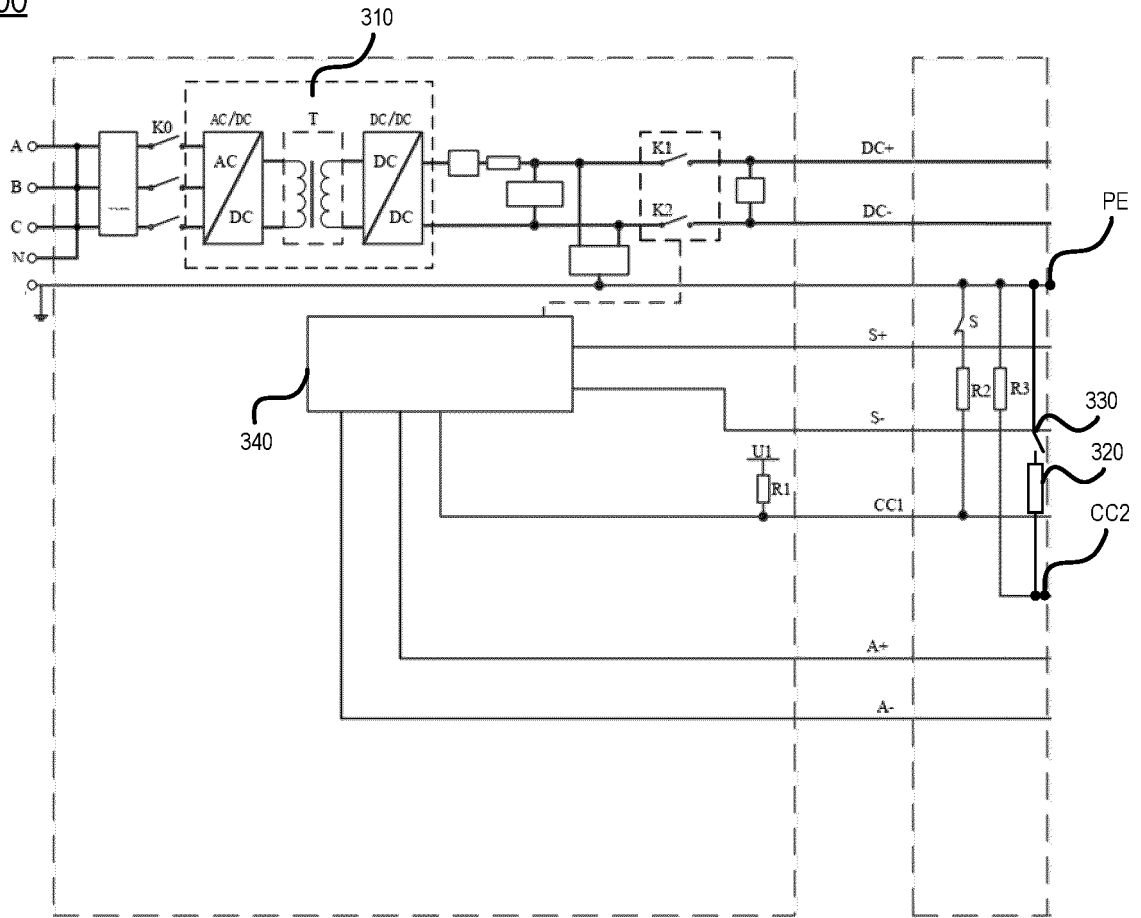 310
AC/DC
T
DC/DC
K0
K1
DC+
A
AC
DC
B
K2
DC-
PE
C
DC
DC
N
S+
S
R2
R3
330
340
S-
320
U1
R1
CC1
CC2
A+
A-